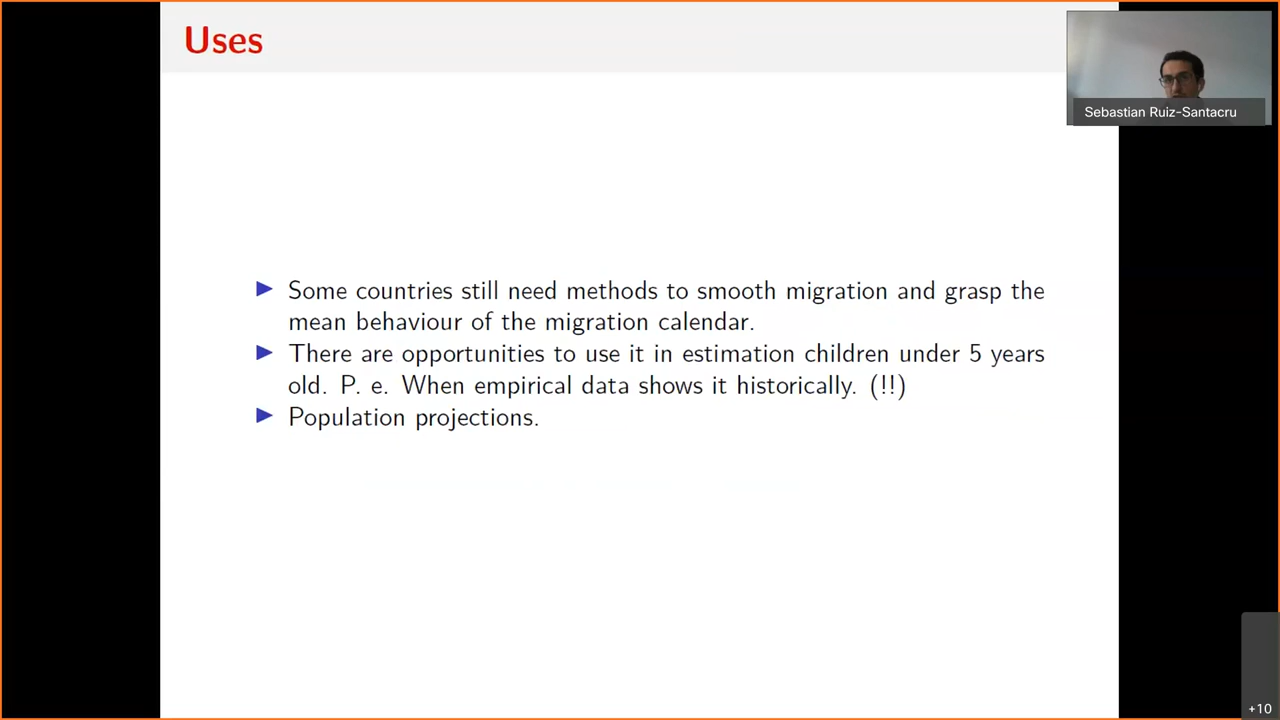 Uses
Sebastian Ruiz-Santacru
Some countries still need methods to smooth migration and grasp the
mean behaviour of the migration calendar.
There are opportunities to use it in estimation children under 5 years
old. P. e. When empirical data shows it historically. (!!)
Population projections.
+10